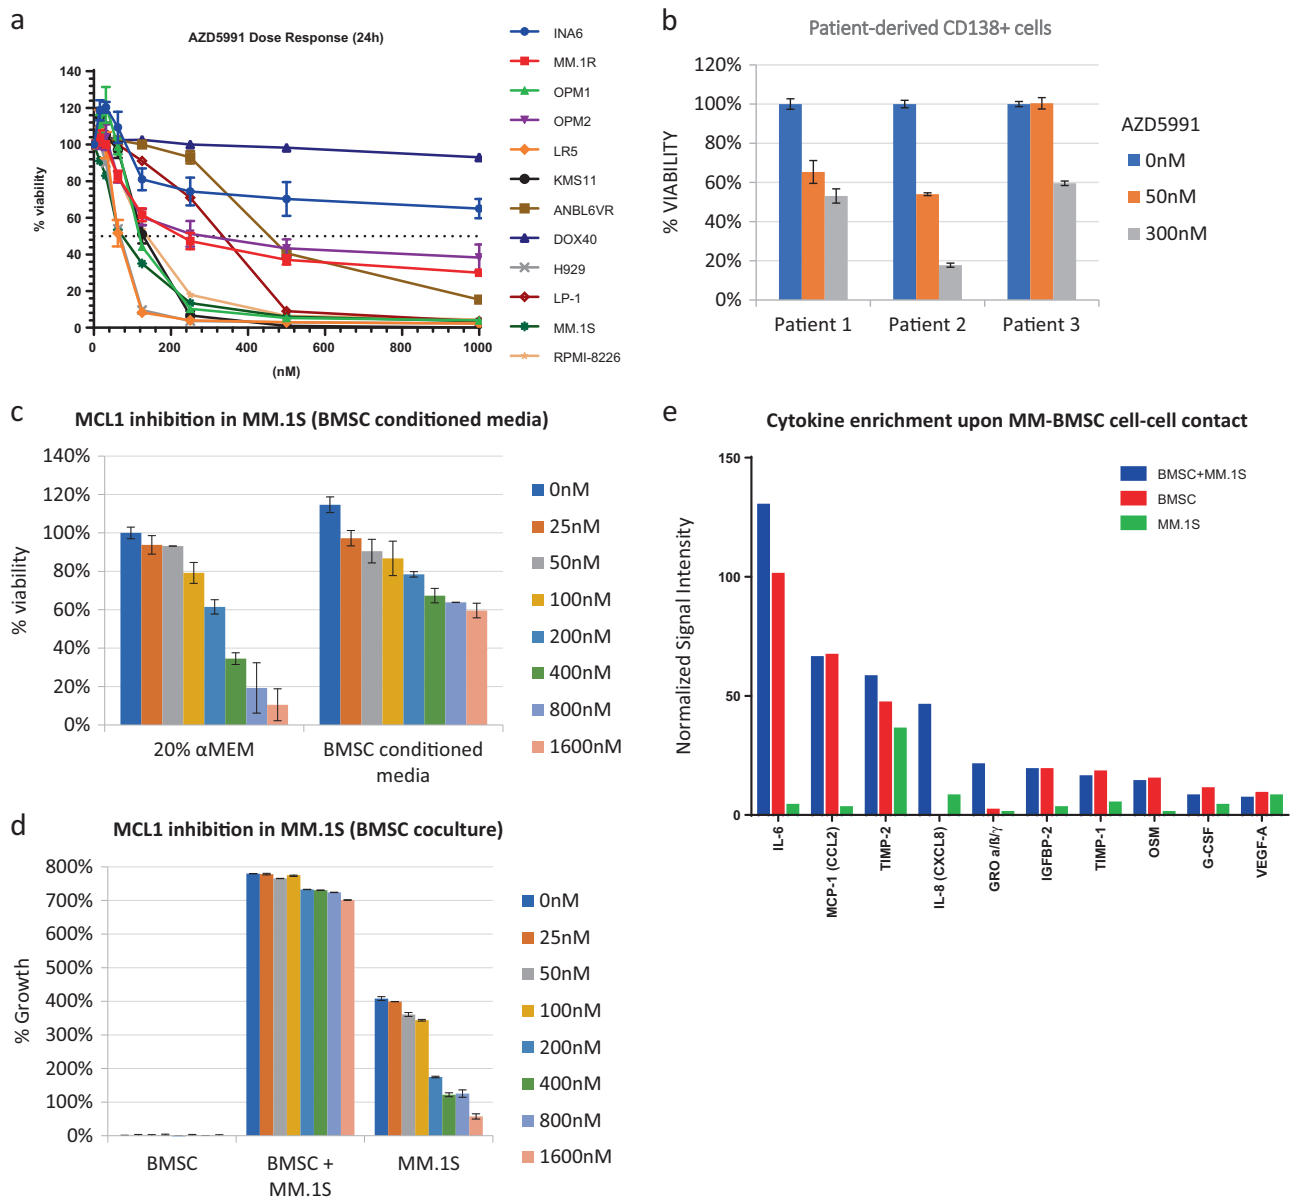 a
AZD5991 Dose Response (24h)
% viability
140
120
100
80
60
40
20
0
0
200
400
600
800
1000
(nM)
INA6
MM.1R
OPM1
OPM2
LR5
KMS11
ANBL6VR
DOX40
H929
LP-1
MM.1S
RPMI-8226
b
Patient-derived CD138+ cells
% VIABILITY
120%
100%
80%
60%
40%
20%
0%
Patient 1
Patient 2
Patient 3
AZD5991
0nM
50nM
300nM
c
MCL1 inhibition in MM.1S (BMSC conditioned media)
% viability
140%
120%
100%
80%
60%
40%
20%
0%
20% αMEM
BMSC conditioned
media
0nM
25nM
50nM
100nM
200nM
400nM
800nM
1600nM
d
MCL1 inhibition in MM.1S (BMSC coculture)
% Growth
800%
700%
600%
500%
400%
300%
200%
100%
0%
BMSC
BMSC +
MM.1S
MM.1S
0nM
25nM
50nM
100nM
200nM
400nM
800nM
1600nM
e
Cytokine enrichment upon MM-BMSC cell-cell contact
Normalized Signal Intensity
150
100
50
0
BMSC+MM.1S
BMSC
MM.1S
IL-6
MCP-1 (CCL2)
TIMP-2
IL-8 (CXCL8)
GRO a/ß/γ
IGFBP-2
TIMP-1
OSM
G-CSF
VEGF-A